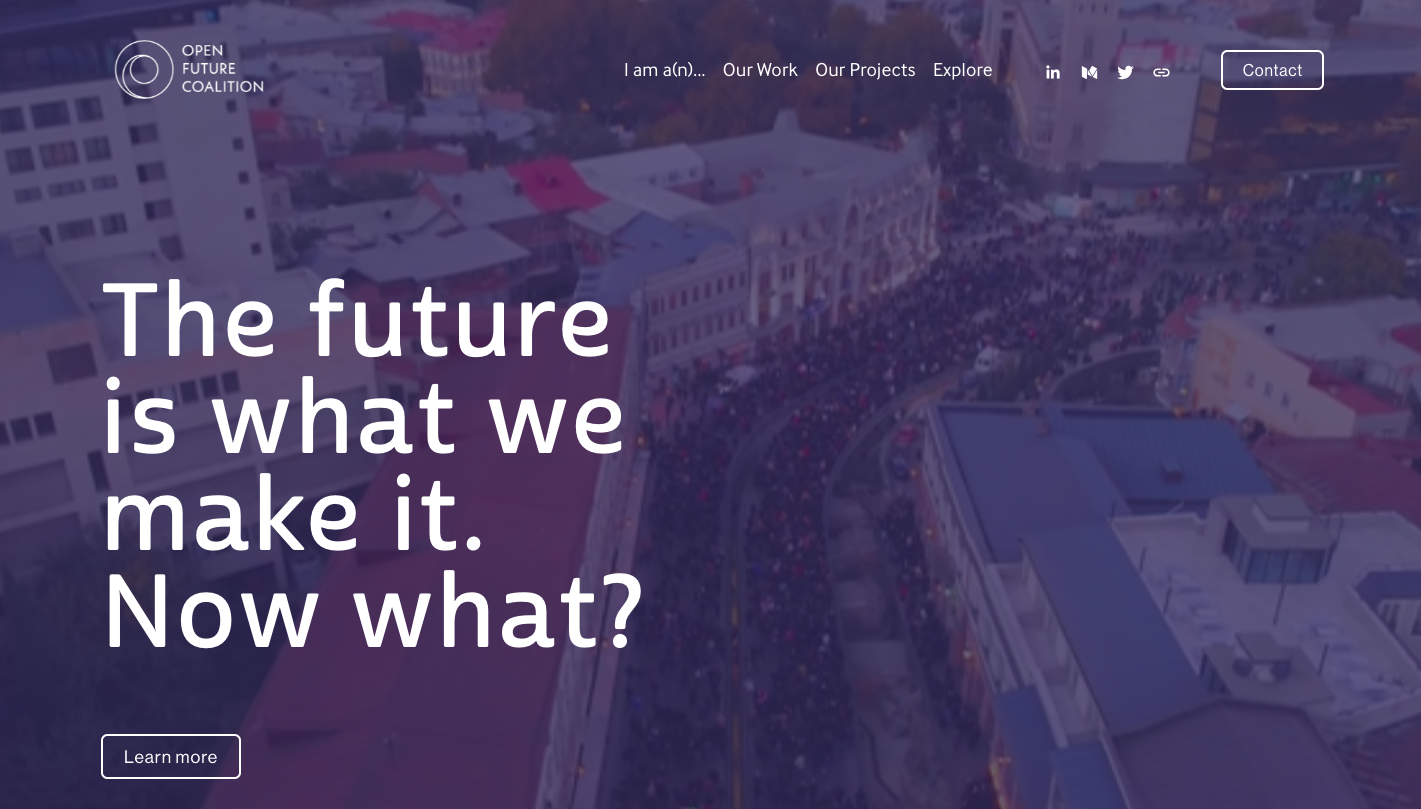 OPEN
FUTURE
COALITION
I am a(n)... Our Work Our Projects Explore Contact
The future
is what we
make it.
Now what?
Learn more